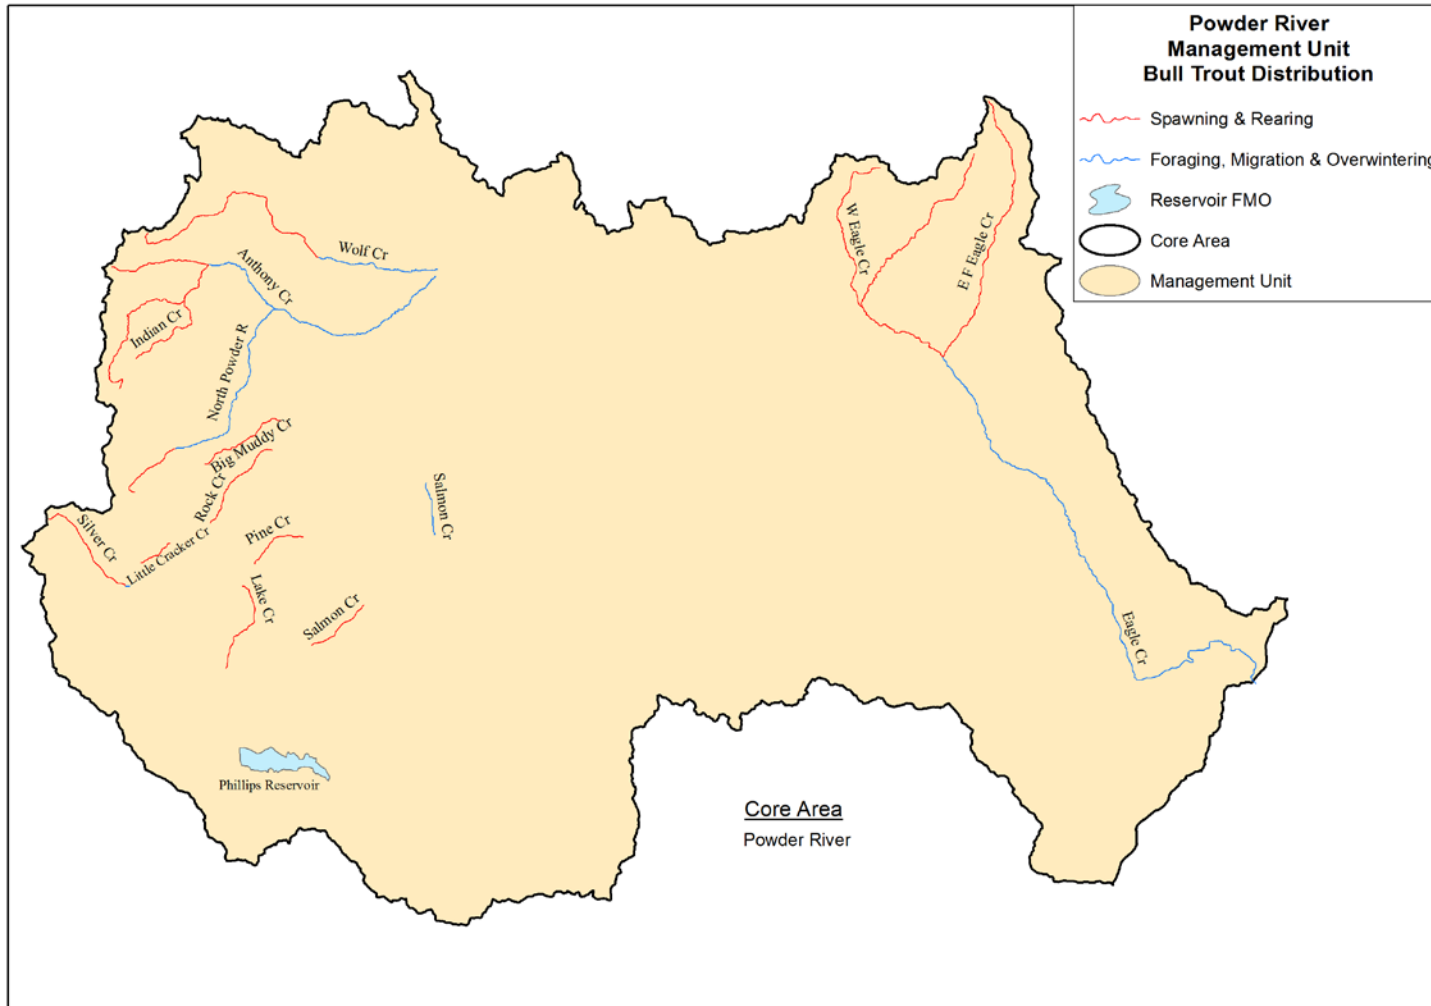 Powder River
Management Unit
Bull Trout Distribution
Spawning & Rearing
Foraging, Migration & Overwintering
Reservoir FMO
Core Area
Management Unit
Wolf Cr
Anthony Cr
Indian Cr
North Powder R
Big Muddy Cr
Rock Cr
Silver Cr
Little Cracker Cr
Pine Cr
Lake Cr
Salmon Cr
Salmon Cr
W Eagle Cr
E F Eagle Cr
Eagle Cr
Phillips Reservoir
Core Area
Powder River